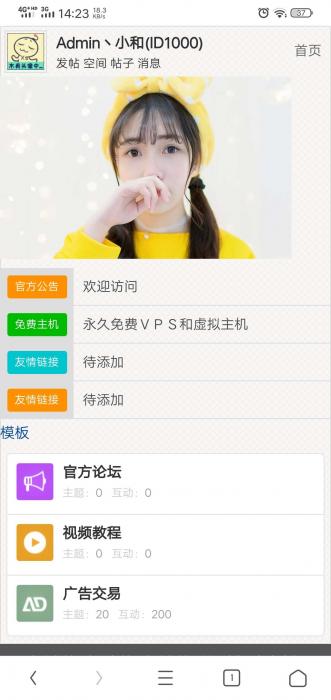 4G+HD 3G 14:23 18.3 KB/s 37
Admin丶小和(ID1000)
首页
发帖 空间 帖子 消息
官方公告 欢迎访问
免费主机 永久免费ＶＰＳ和虚拟主机
友情链接 待添加
友情链接 待添加
模板
官方论坛
主题：0 互动：0
视频教程
主题：0 互动：0
AD 广告交易
主题：20 互动：200
1